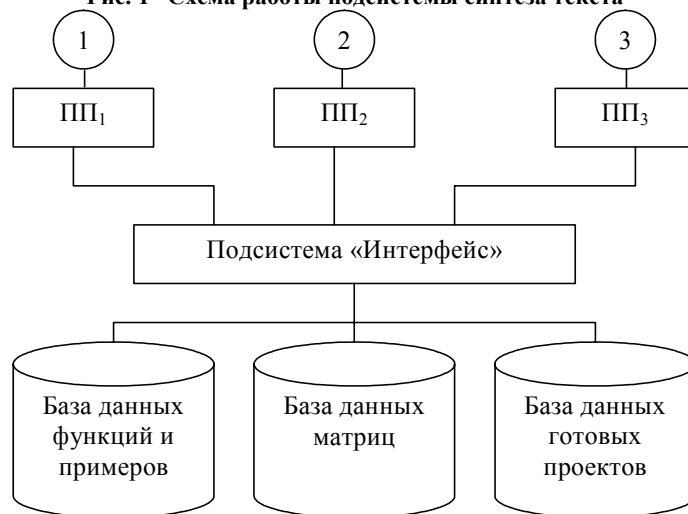 Рис. 1 Схема работы подсистемы синтеза текста
1
2
3
ПП₁
ПП₂
ПП₃
Подсистема «Интерфейс»
База данных
функций и
примеров
База данных
матриц
База данных
готовых
проектов